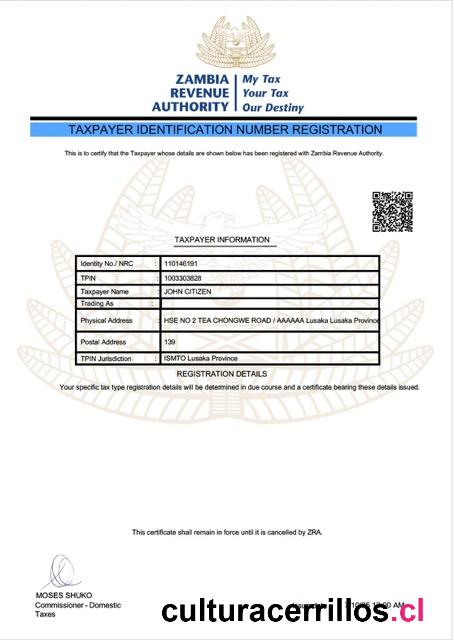 ZAMBIA
REVENUE
AUTHORITY
My Tax
Your Tax
Our Destiny
TAXPAYER IDENTIFICATION NUMBER REGISTRATION
This is to certify that the Taxpayer whose details are shown below has been registered with Zambia Revenue Authority.
TAXPAYER INFORMATION
Identity No./ NRC : 110146191
TPIN : 1003303828
Taxpayer Name : JOHN CITIZEN
Trading As :
Physical Address : HSE NO 2 TEA CHONGWE ROAD / AAAAAA Lusaka Lusaka Province
Postal Address : 139
TPIN Jurisdiction : ISMTO Lusaka Province
REGISTRATION DETAILS
Your specific tax type registration details will be determined in due course and a certificate bearing these details issued.
This certificate shall remain in force until it is cancelled by ZRA.
MOSES SHUKO
Commissioner - Domestic
Taxes
AM
culturacerrillos.cl